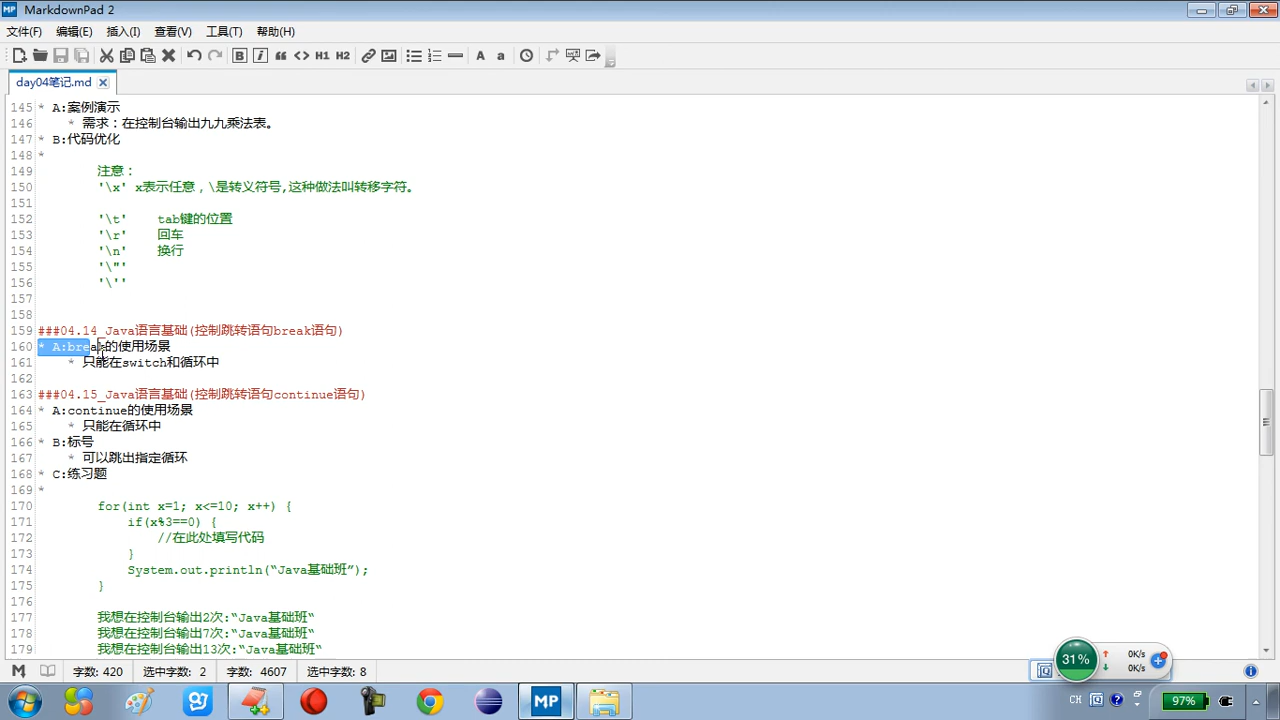 MarkdownPad 2
文件(F) 编辑(E) 插入(I) 查看(V) 工具(T) 帮助(H)
B I “ <> H1 H2 A a
day04笔记.md
145 * A:案例演示
146 * 需求：在控制台输出九九乘法表。
147 * B:代码优化
148 *
149 注意：
150 '\x' x表示任意，\是转义符号,这种做法叫转移字符。
151
152 '\t' tab键的位置
153 '\r' 回车
154 '\n' 换行
155 '\"'
156 '\''
157
158
159 ###04.14_Java语言基础(控制跳转语句break语句)
160 * A:break的使用场景
161 * 只能在switch和循环中
162
163 ###04.15_Java语言基础(控制跳转语句continue语句)
164 * A:continue的使用场景
165 * 只能在循环中
166 * B:标号
167 * 可以跳出指定循环
168 * C:练习题
169 *
170 for(int x=1; x<=10; x++) {
171 if(x%3==0) {
172 //在此处填写代码
173 }
174 System.out.println(“Java基础班”);
175 }
176
177 我想在控制台输出2次:“Java基础班“
178 我想在控制台输出7次:“Java基础班“
179 我想在控制台输出13次:“Java基础班“
字数: 420 选中字数: 2 字数: 4607 选中字数: 8
31% 0K/s
0K/s
MP CH 97%